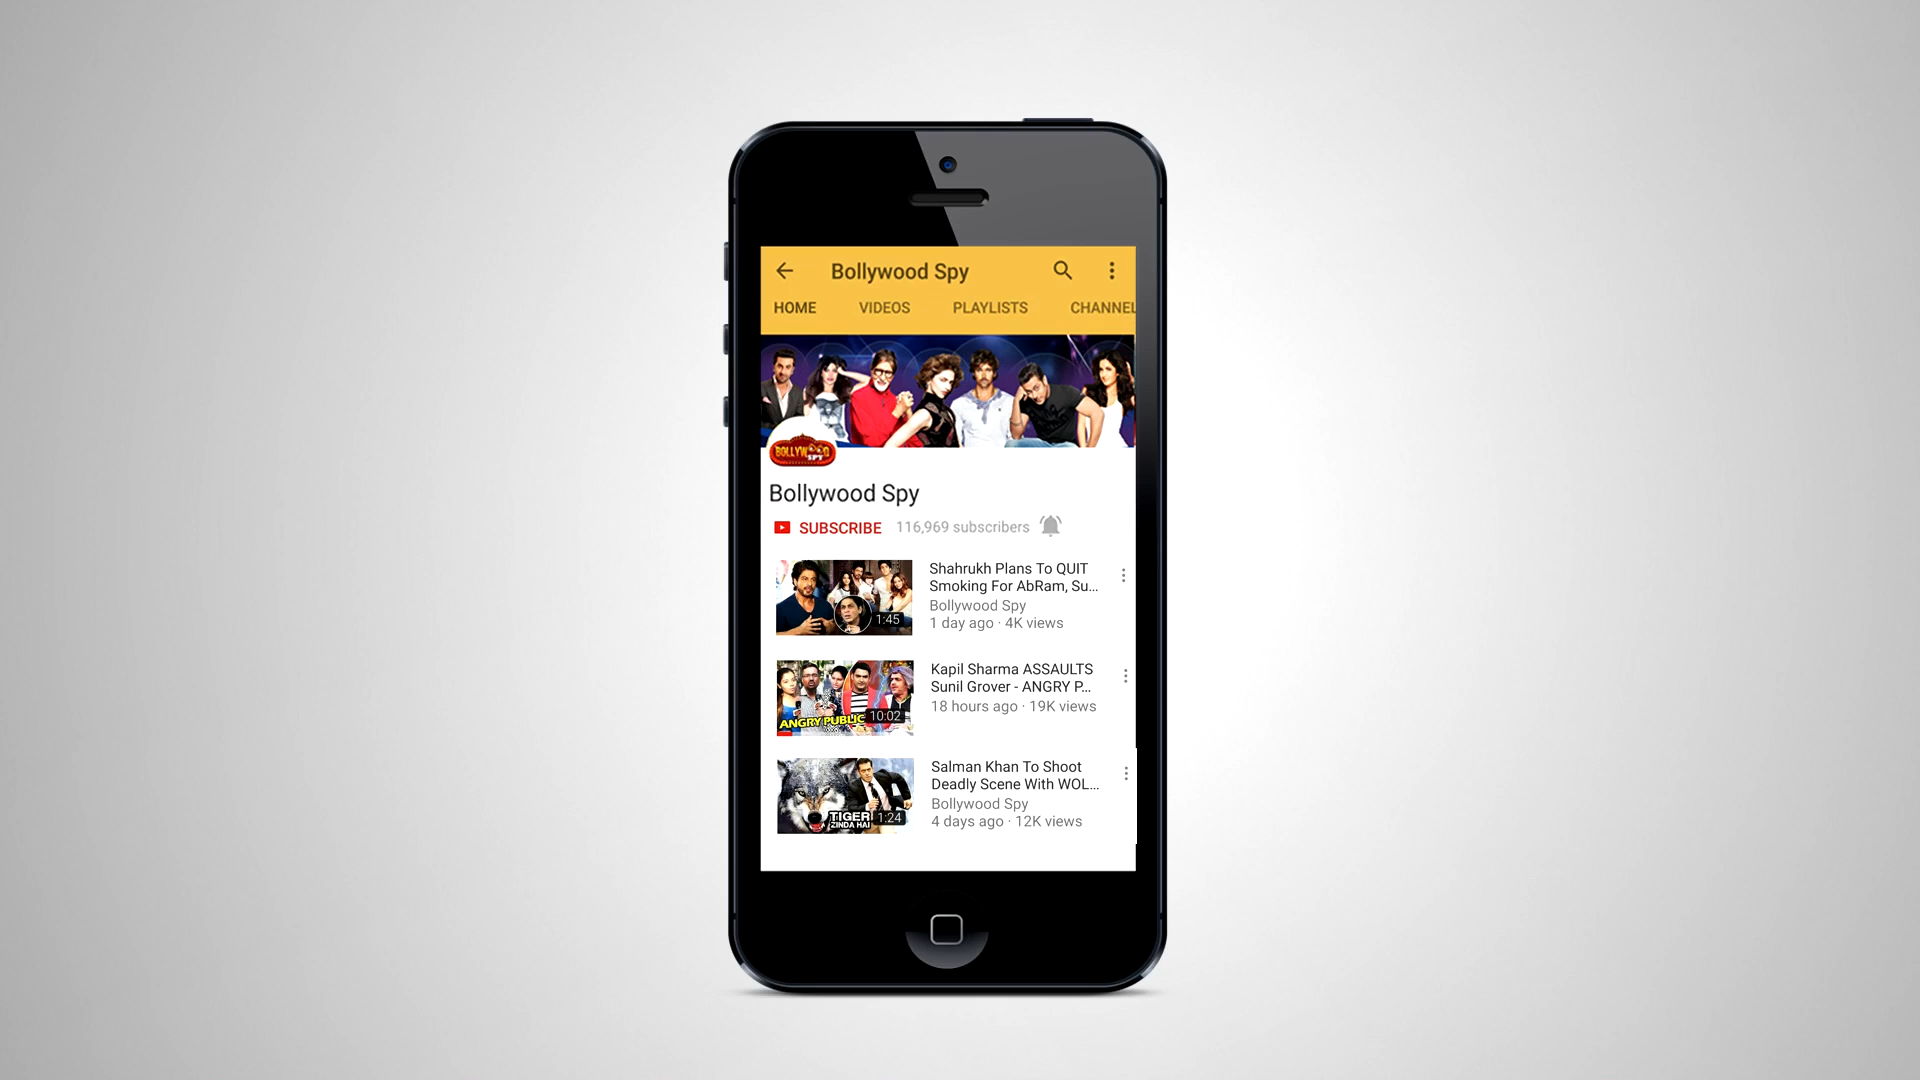 Bollywood Spy
HOME VIDEOS PLAYLISTS CHANNEL
BOLLYWOOD
SPY
Bollywood Spy
SUBSCRIBE 116,969 subscribers
Shahrukh Plans To QUIT
Smoking For AbRam, Su...
Bollywood Spy
1 day ago · 4K views
1:45
Kapil Sharma ASSAULTS
Sunil Grover - ANGRY P...
18 hours ago · 19K views
ANGRY PUBLIC
10:02
Salman Khan To Shoot
Deadly Scene With WOL...
Bollywood Spy
4 days ago · 12K views
TIGER
ZINDA HAI
1:24